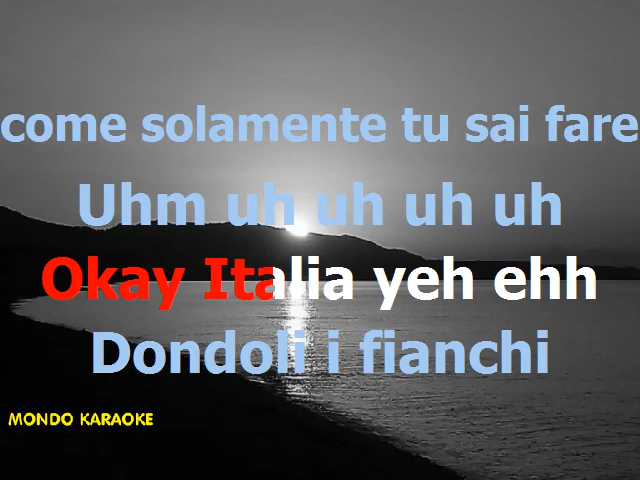 come solamente tu sai fare
Uhm uh uh uh uh
Okay Italia yeh ehh
Dondoli i fianchi
MONDO KARAOKE